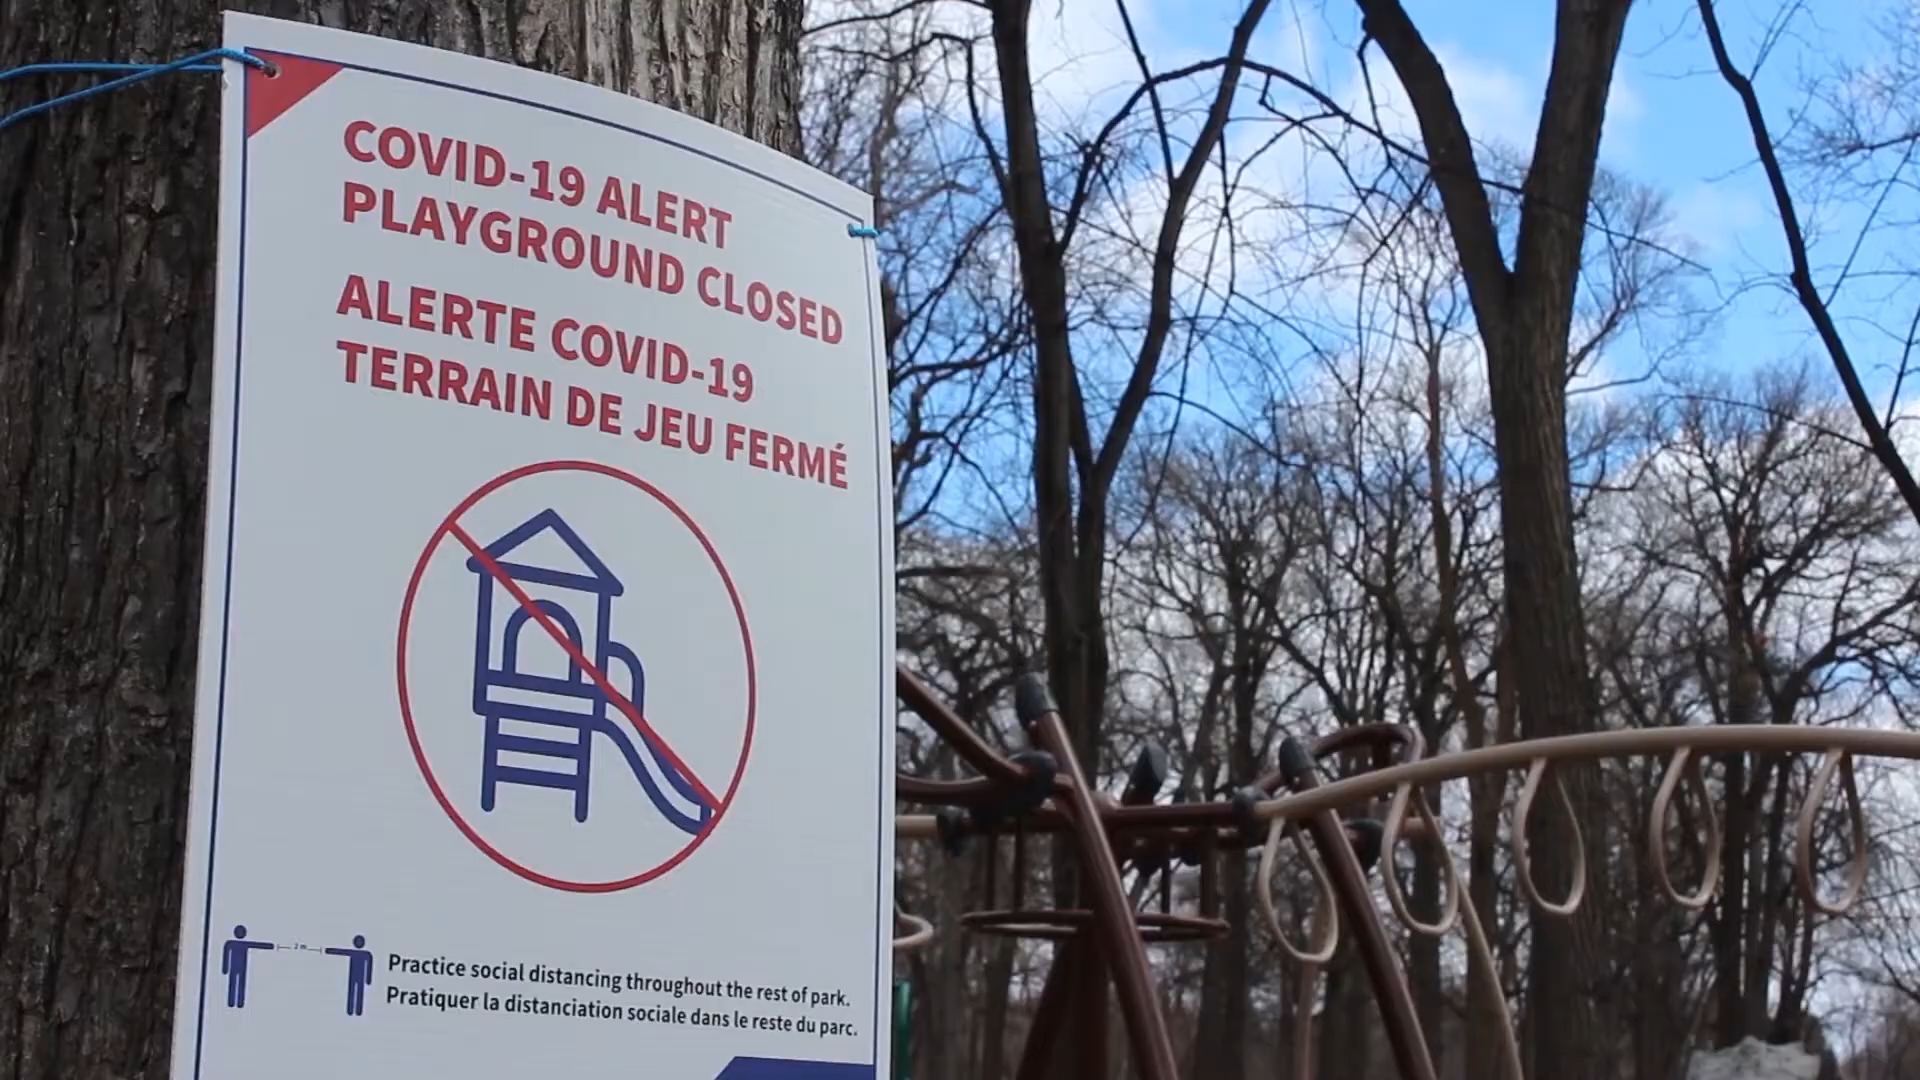 COVID-19 ALERT
PLAYGROUND CLOSED
ALERTE COVID-19
TERRAIN DE JEU FERMÉ
2 m
Practice social distancing throughout the rest of park.
Pratiquer la distanciation sociale dans le reste du parc.